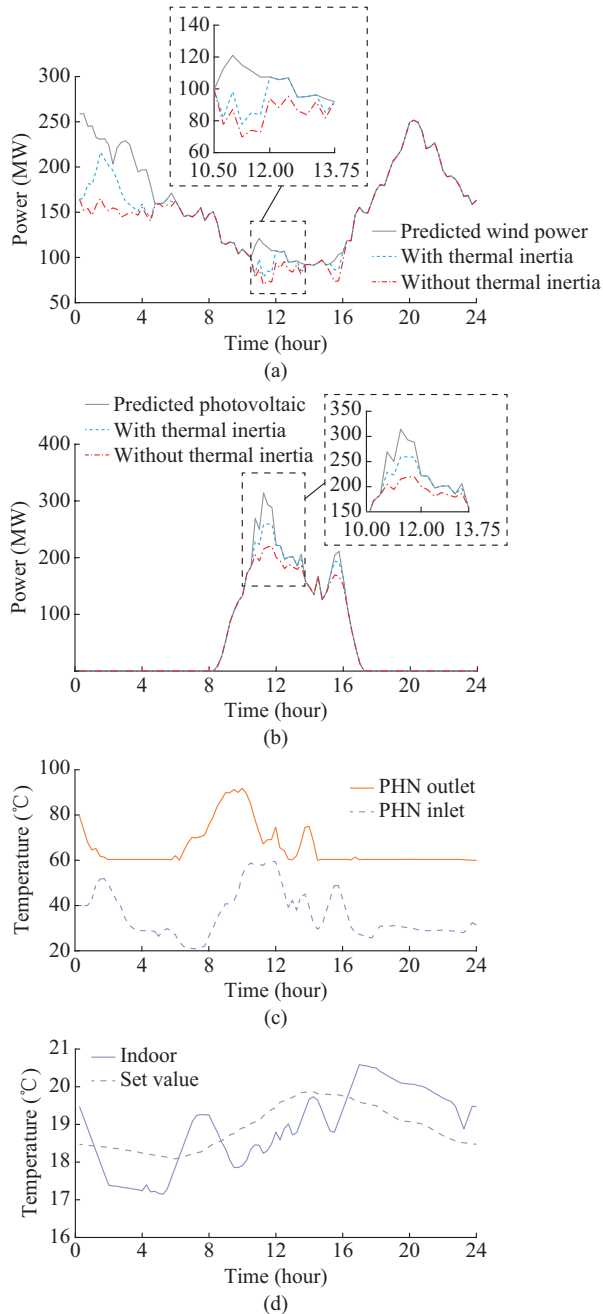 140
120
100
80
60
10.50 12.00 13.75
300
250
200
150
100
50
Power (MW)
Predicted wind power
With thermal inertia
Without thermal inertia
0 4 8 12 16 20 24
Time (hour)
(a)
Predicted photovoltaic
With thermal inertia
Without thermal inertia
350
300
250
200
150
10.00 12.00 13.75
400
300
200
100
Power (MW)
0 4 8 12 16 20 24
Time (hour)
(b)
100
80
60
40
20
Temperature (℃)
PHN outlet
PHN inlet
0 4 8 12 16 20 24
Time (hour)
(c)
21
20
19
18
17
16
Temperature (℃)
Indoor
Set value
0 4 8 12 16 20 24
Time (hour)
(d)